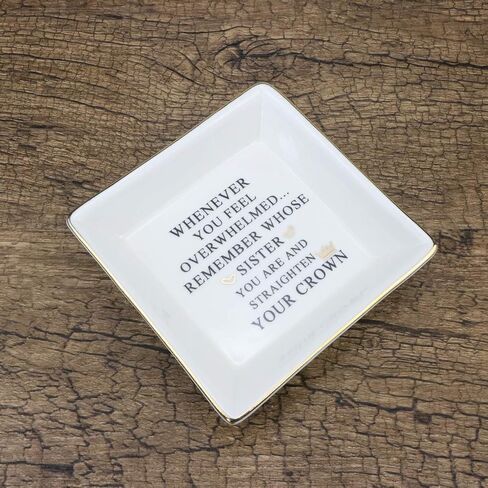 WHENEVER
YOU FEEL
OVERWHELMED...
REMEMBER WHOSE
SISTER
YOU ARE AND
STRAIGHTEN
YOUR CROWN